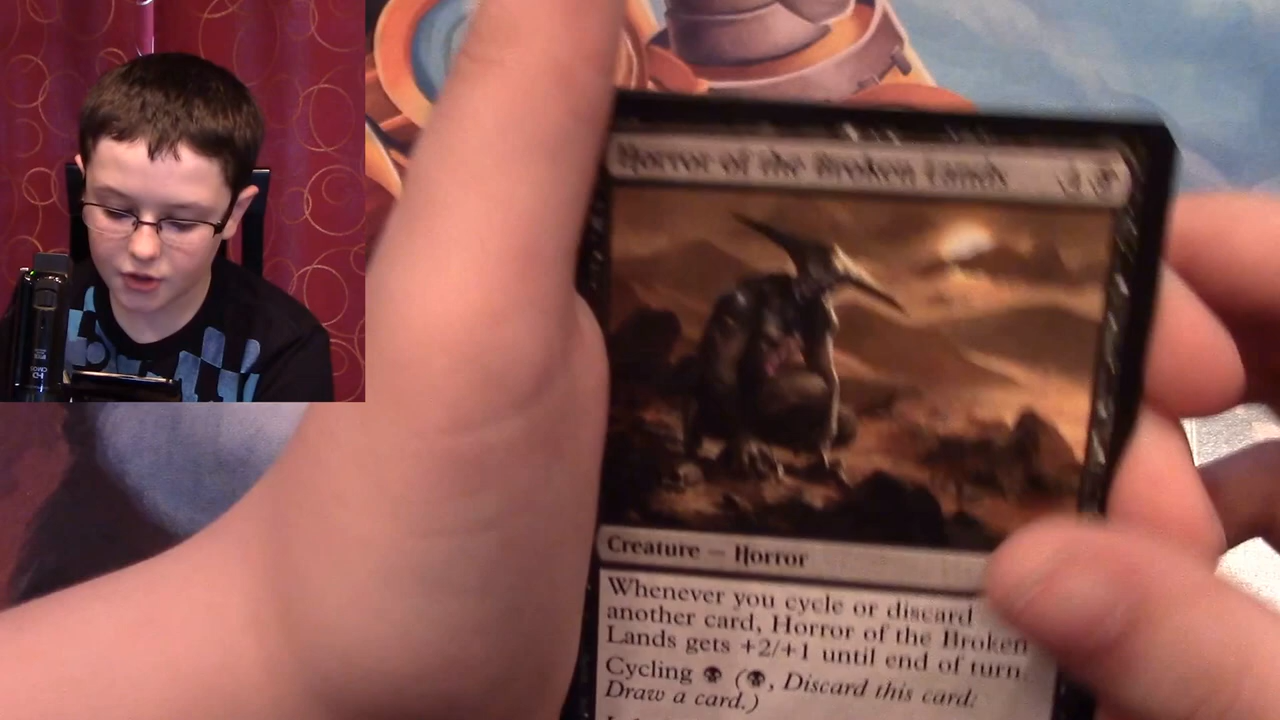 Horror of the Broken Lands
Creature — Horror
Whenever you cycle or discard
another card, Horror of the Broken
Lands gets +2/+1 until end of turn.
Cycling (, Discard this card:
Draw a card.)